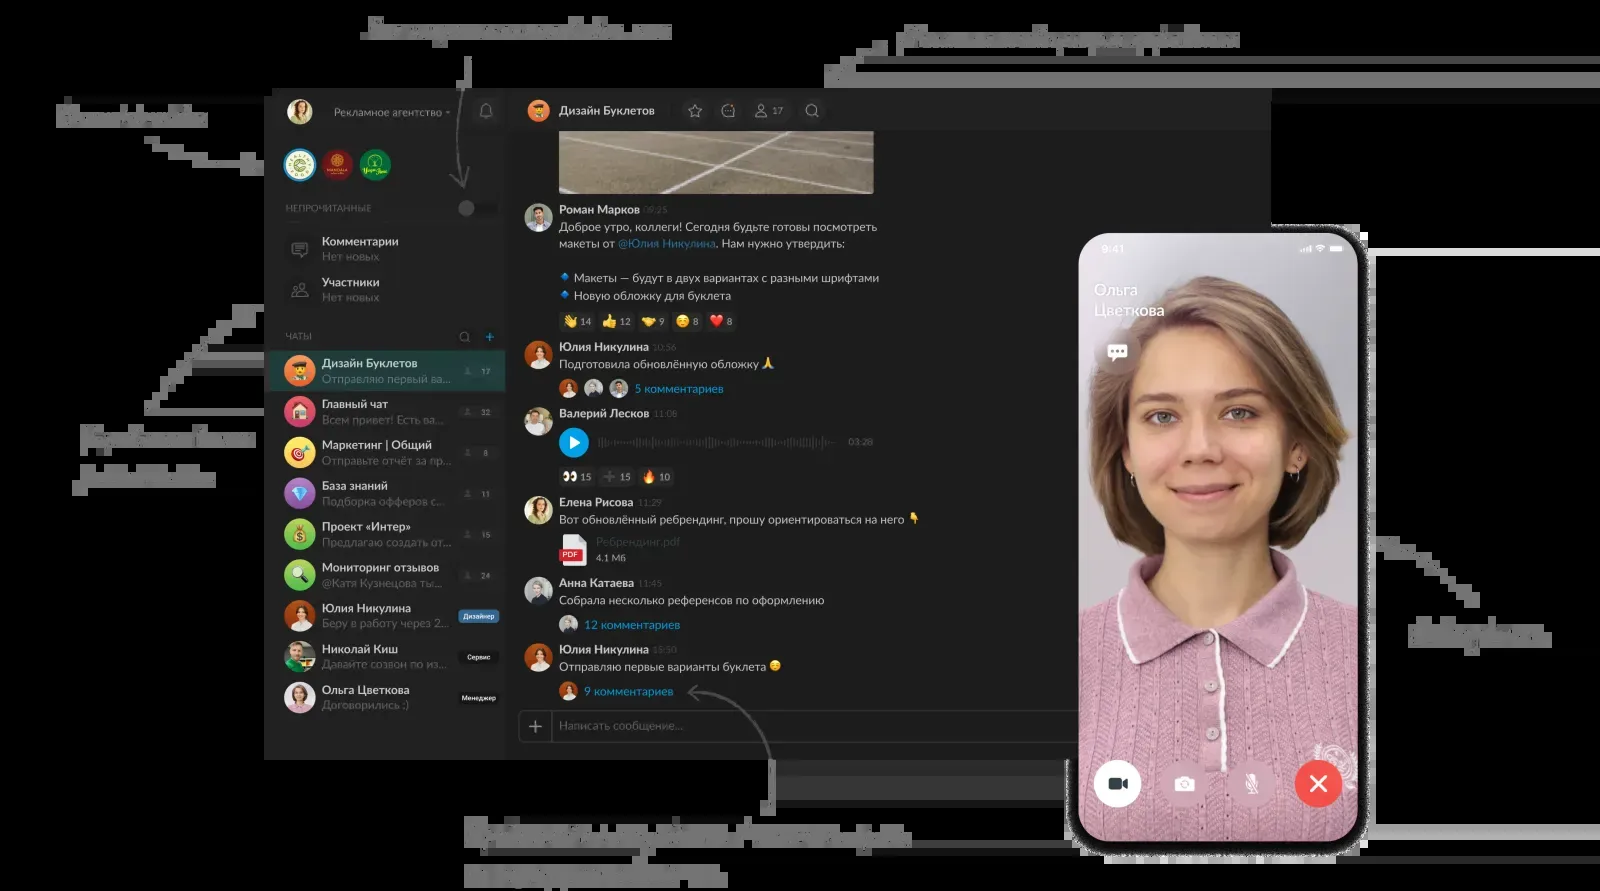 Рекламное агентство
НЕПРОЧИТАННЫЕ
Комментарии
Нет новых
Участники
Нет новых
ЧАТЫ
Дизайн Буклетов
Отправляю первый ва...
17
Главный чат
Всем привет! Есть ва...
32
Маркетинг | Общий
Отправьте отчёт за пр...
8
База знаний
Подборка офферов с...
11
Проект «Интер»
Предлагаю создать от...
15
Мониторинг отзывов
@Катя Кузнецова ты...
24
Юлия Никулина
Беру в работу через 2...
Дизайнер
Николай Киш
Давайте созвон по из...
Сервис
Ольга Цветкова
Договорились :)
Менеджер
Дизайн Буклетов
17
Роман Марков 09:25
Доброе утро, коллеги! Сегодня будьте готовы посмотреть
макеты от @Юлия Никулина. Нам нужно утвердить:
Макеты — будут в двух вариантах с разными шрифтами
Новую обложку для буклета
14 12 9 8 8
Юлия Никулина 10:56
Подготовила обновлённую обложку
5 комментариев
Валерий Лесков 11:08
03:28
15 15 10
Елена Рисова 11:29
Вот обновлённый ребрендинг, прошу ориентироваться на него
PDF
Ребрендинг.pdf
4.1 Мб
Анна Катаева 11:45
Собрала несколько референсов по оформлению
12 комментариев
Юлия Никулина 15:50
Отправляю первые варианты буклета
9 комментариев
Написать сообщение...
9:41
Ольга
Цветкова